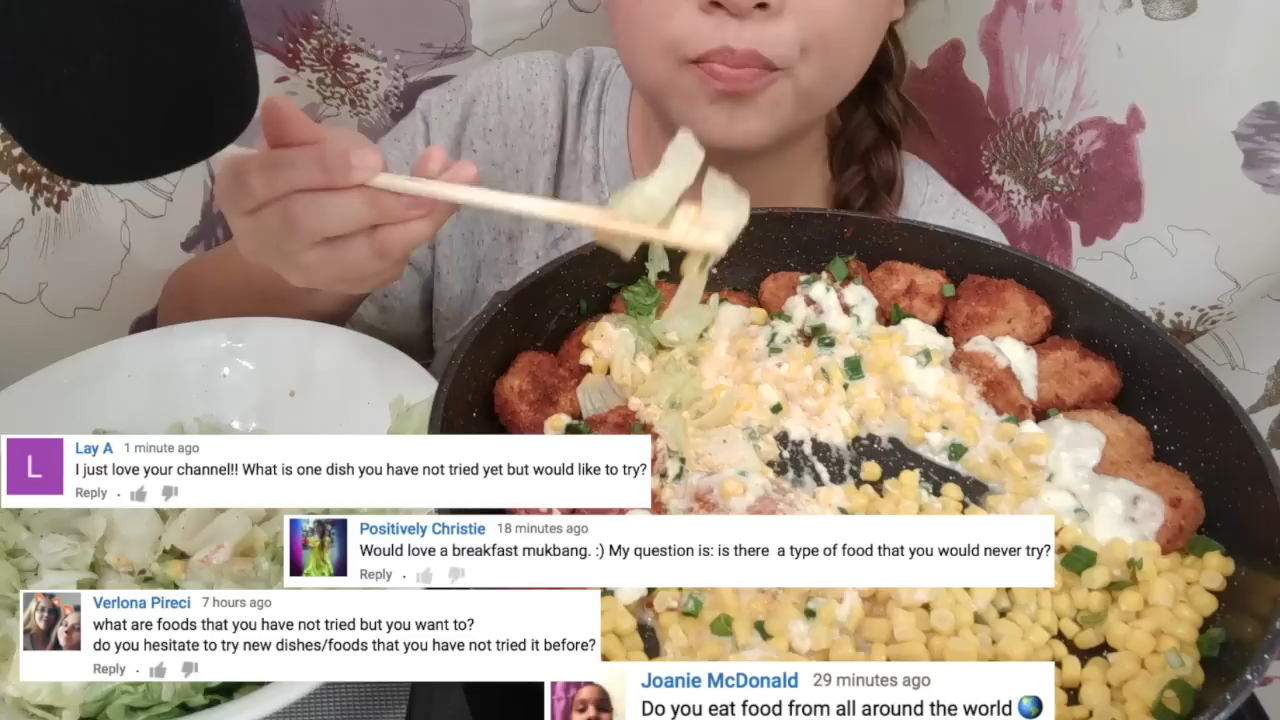 Lay A 1 minute ago
L
I just love your channel!! What is one dish you have not tried yet but would like to try?
Reply .
Positively Christie 18 minutes ago
Would love a breakfast mukbang. :) My question is: is there a type of food that you would never try?
Reply .
Verlona Pireci 7 hours ago
what are foods that you have not tried but you want to?
do you hesitate to try new dishes/foods that you have not tried it before?
Reply .
Joanie McDonald 29 minutes ago
Do you eat food from all around the world 🌎